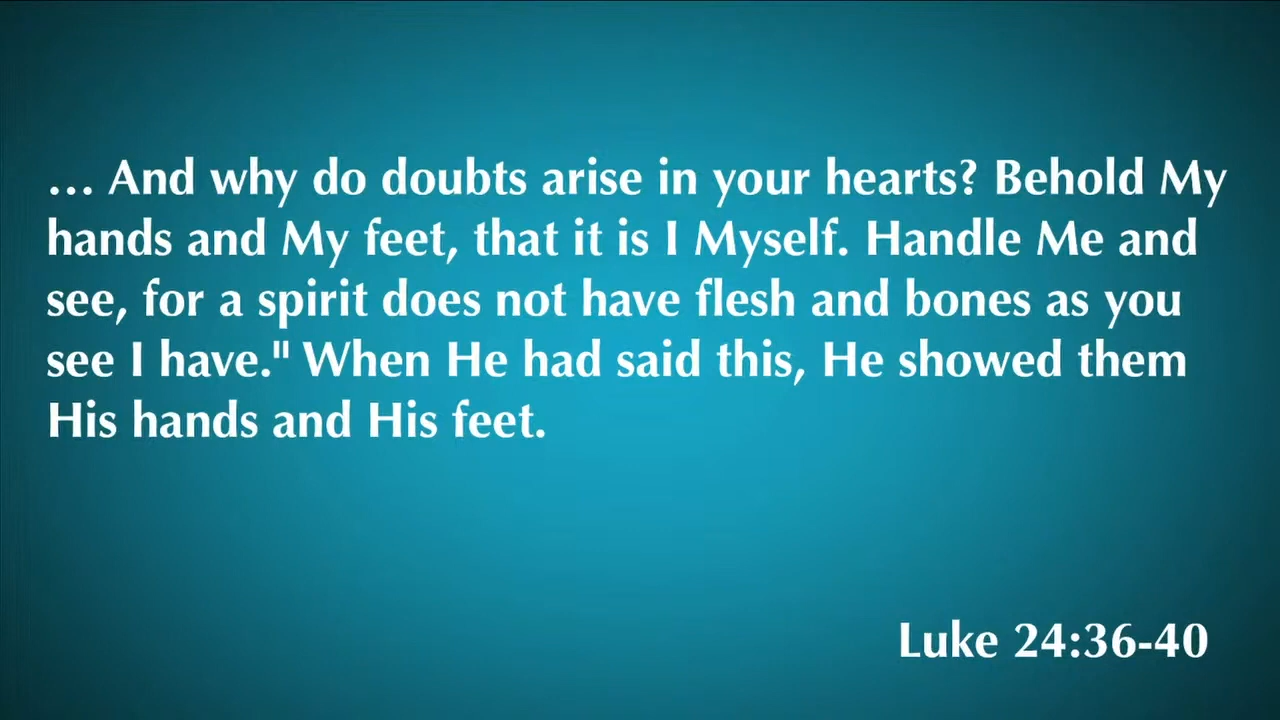 … And why do doubts arise in your hearts? Behold My
hands and My feet, that it is I Myself. Handle Me and
see, for a spirit does not have flesh and bones as you
see I have." When He had said this, He showed them
His hands and His feet.
Luke 24:36-40